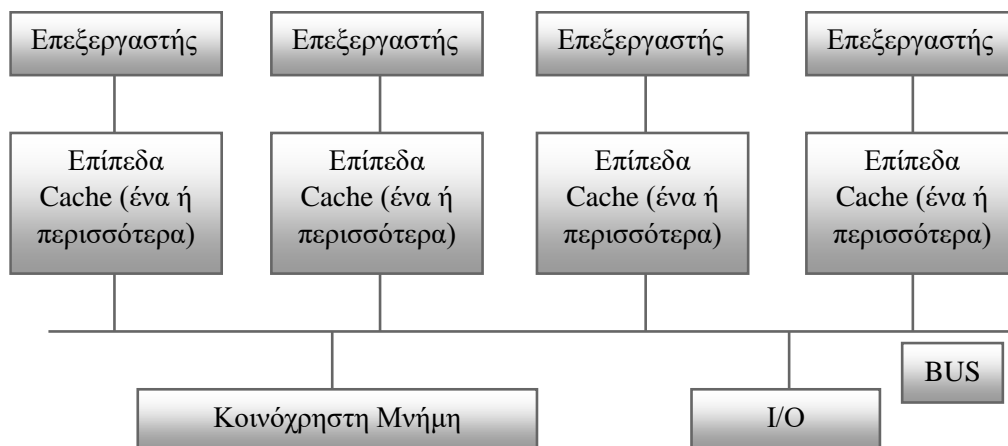 Επεξεργαστής
Επεξεργαστής
Επεξεργαστής
Επεξεργαστής
Επίπεδα
Cache (ένα ή
περισσότερα)
Επίπεδα
Cache (ένα ή
περισσότερα)
Επίπεδα
Cache (ένα ή
περισσότερα)
Επίπεδα
Cache (ένα ή
περισσότερα)
BUS
Κοινόχρηστη Μνήμη
I/O